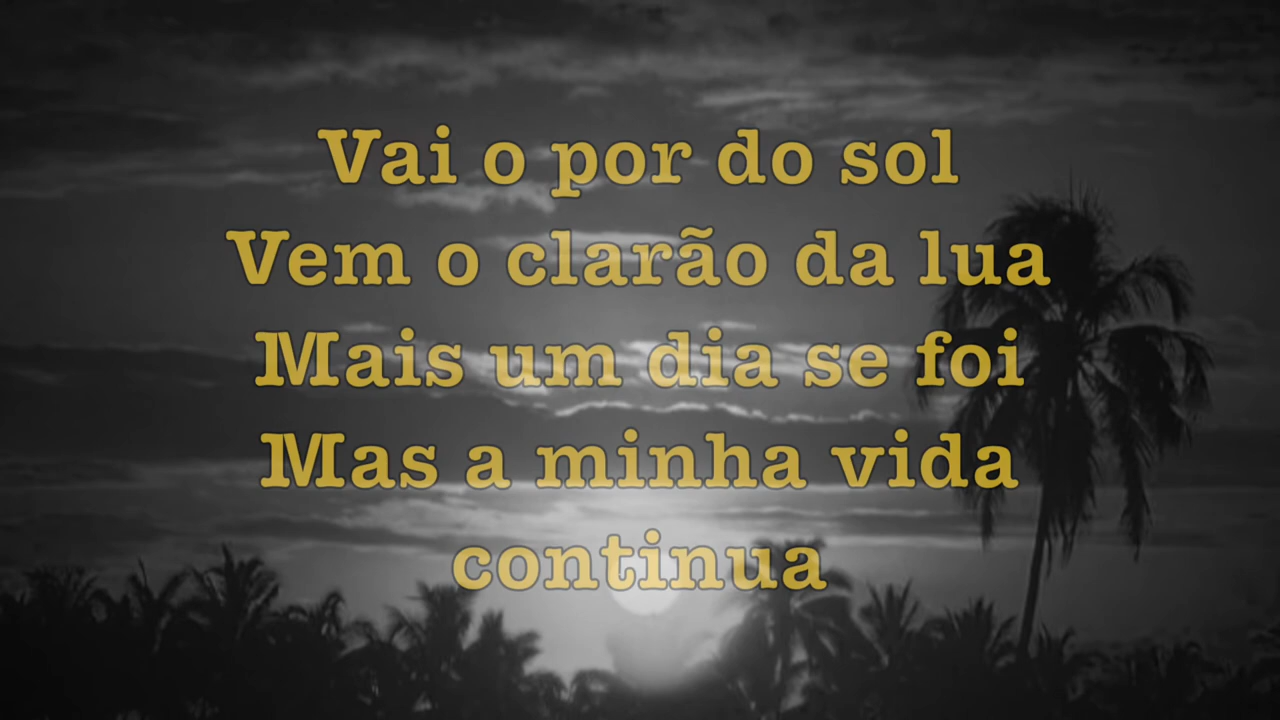 Vai o por do sol
Vem o clarão da lua
Mais um dia se foi
Mas a minha vida
continua